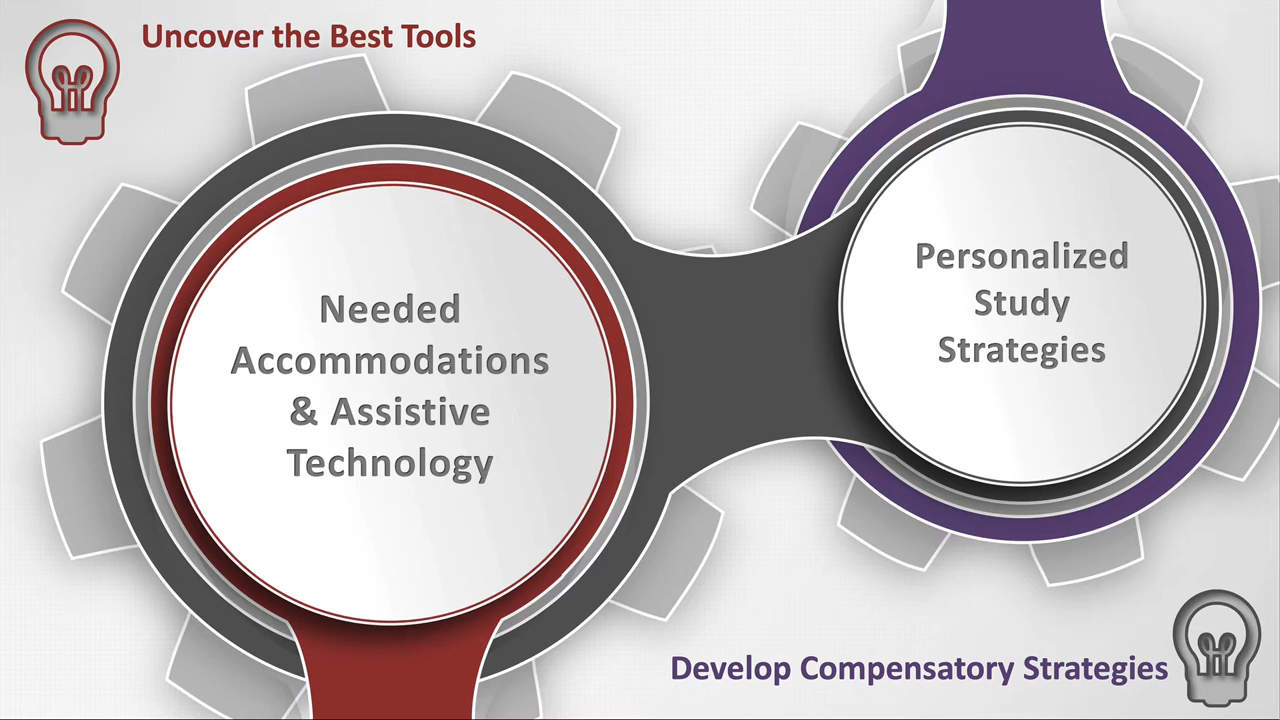 Uncover the Best Tools
Needed
Accommodations
& Assistive
Technology
Personalized
Study
Strategies
Develop Compensatory Strategies